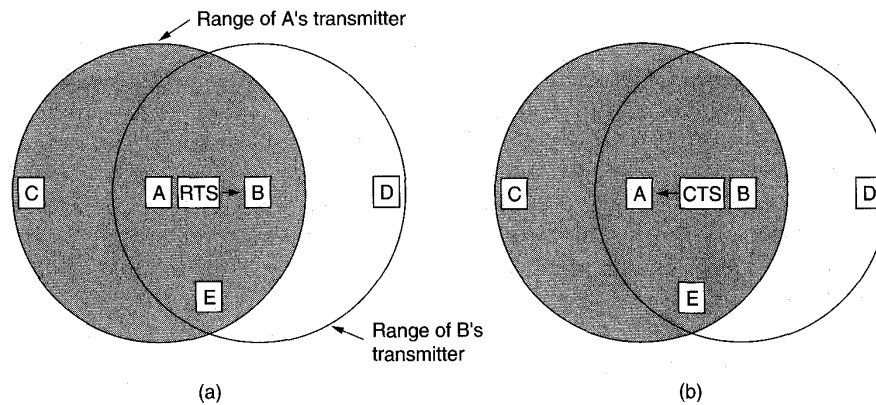 Range of A's transmitter
C
A
RTS
B
D
E
Range of B's
transmitter
(a)
C
A
CTS
B
D
E
(b)